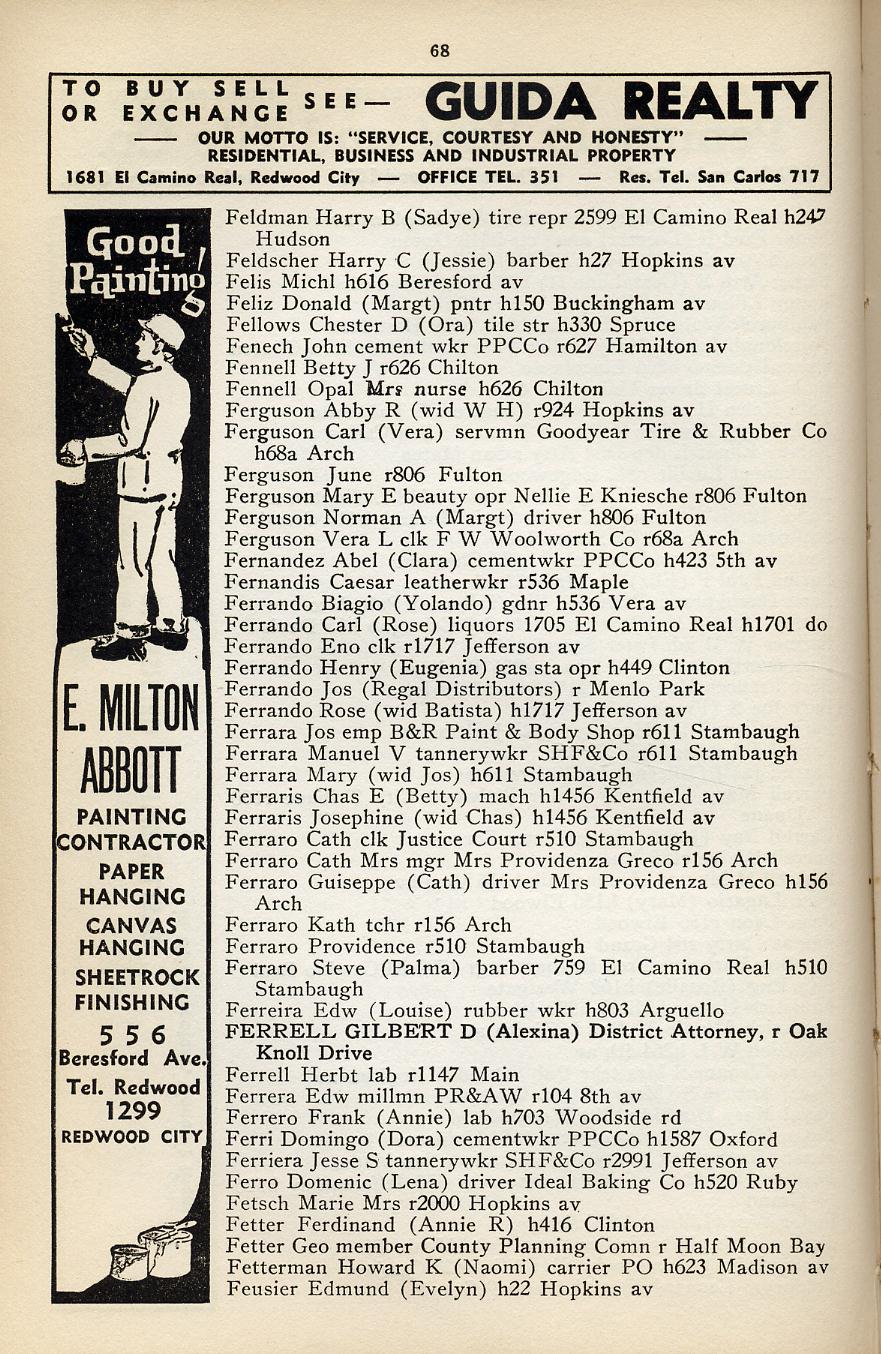 68
TO BUY SELL
OR EXCHANGE SEE— GUIDA REALTY
OUR MOTTO IS: "SERVICE, COURTESY AND HONESTY"
RESIDENTIAL, BUSINESS AND INDUSTRIAL PROPERTY
1681 El Camino Real, Redwood City — OFFICE TEL. 351 — Res. Tel. San Carlos 717
Good
Painting!
E. MILTON
ABBOTT
PAINTING
CONTRACTOR
PAPER
HANGING
CANVAS
HANGING
SHEETROCK
FINISHING
5 5 6
Beresford Ave.
Tel. Redwood
1299
REDWOOD CITY
Feldman Harry B (Sadye) tire repr 2599 El Camino Real h247
Hudson
Feldscher Harry C (Jessie) barber h27 Hopkins av
Felis Michl h616 Beresford av
Feliz Donald (Margt) pntr h150 Buckingham av
Fellows Chester D (Ora) tile str h330 Spruce
Fenech John cement wkr PPCCo r627 Hamilton av
Fennell Betty J r626 Chilton
Fennell Opal Mrs nurse h626 Chilton
Ferguson Abby R (wid W H) r924 Hopkins av
Ferguson Carl (Vera) servmn Goodyear Tire & Rubber Co
h68a Arch
Ferguson June r806 Fulton
Ferguson Mary E beauty opr Nellie E Kniesche r806 Fulton
Ferguson Norman A (Margt) driver h806 Fulton
Ferguson Vera L clk F W Woolworth Co r68a Arch
Fernandez Abel (Clara) cementwkr PPCCo h423 5th av
Fernandis Caesar leatherwkr r536 Maple
Ferrando Biagio (Yolando) gdnr h536 Vera av
Ferrando Carl (Rose) liquors 1705 El Camino Real h1701 do
Ferrando Eno clk r1717 Jefferson av
Ferrando Henry (Eugenia) gas sta opr h449 Clinton
Ferrando Jos (Regal Distributors) r Menlo Park
Ferrando Rose (wid Batista) h1717 Jefferson av
Ferrara Jos emp B&R Paint & Body Shop r611 Stambaugh
Ferrara Manuel V tannerywkr SHF&Co r611 Stambaugh
Ferrara Mary (wid Jos) h611 Stambaugh
Ferraris Chas E (Betty) mach h1456 Kentfield av
Ferraris Josephine (wid Chas) h1456 Kentfield av
Ferraro Cath clk Justice Court r510 Stambaugh
Ferraro Cath Mrs mgr Mrs Providenza Greco r156 Arch
Ferraro Guiseppe (Cath) driver Mrs Providenza Greco h156
Arch
Ferraro Kath tchr r156 Arch
Ferraro Providence r510 Stambaugh
Ferraro Steve (Palma) barber 759 El Camino Real h510
Stambaugh
Ferreira Edw (Louise) rubber wkr h803 Arguello
FERRELL GILBERT D (Alexina) District Attorney, r Oak
Knoll Drive
Ferrell Herbt lab r1147 Main
Ferrera Edw millmn PR&AW r104 8th av
Ferrero Frank (Annie) lab h703 Woodside rd
Ferri Domingo (Dora) cementwkr PPCCo h1587 Oxford
Ferriera Jesse S tannerywkr SHF&Co r2991 Jefferson av
Ferro Domenic (Lena) driver Ideal Baking Co h520 Ruby
Fetsch Marie Mrs r2000 Hopkins av
Fetter Ferdinand (Annie R) h416 Clinton
Fetter Geo member County Planning Comn r Half Moon Bay
Fetterman Howard K (Naomi) carrier PO h623 Madison av
Feusier Edmund (Evelyn) h22 Hopkins av